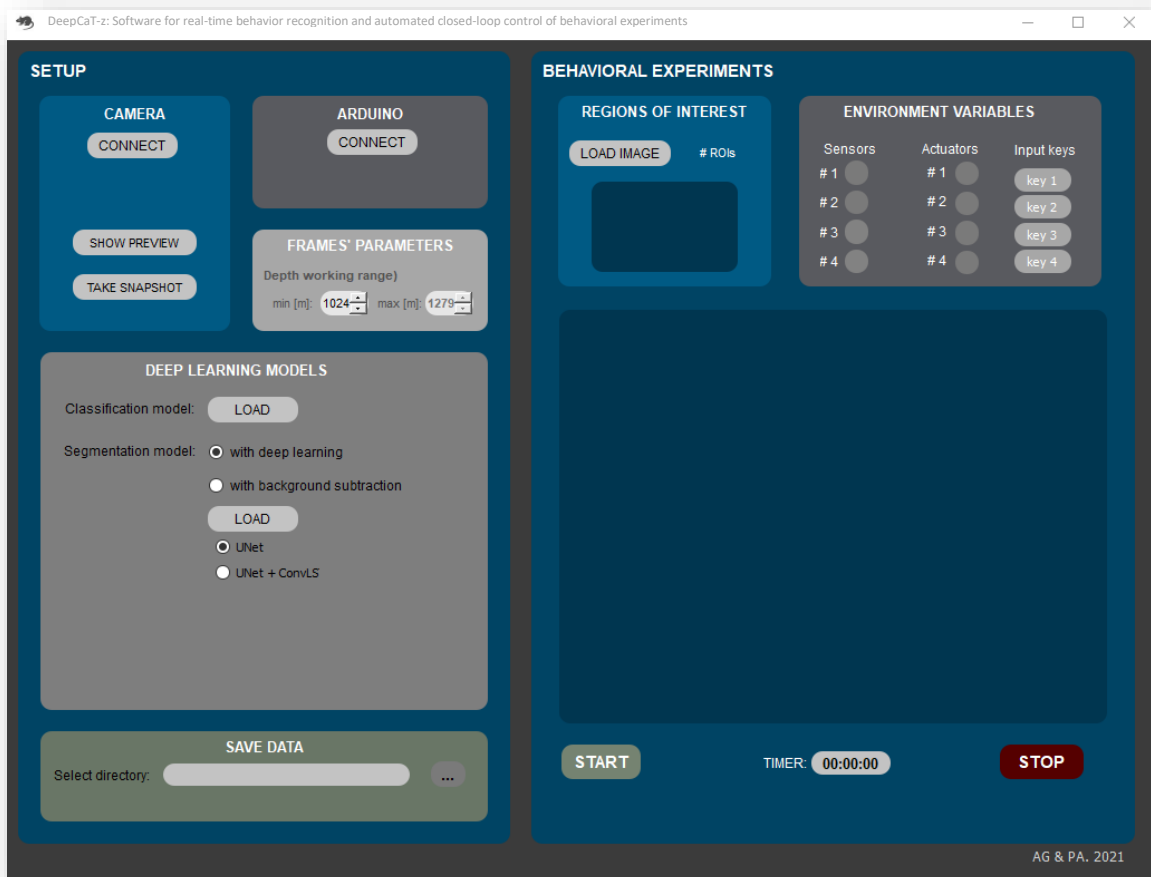 DeepCaT-z: Software for real-time behavior recognition and automated closed-loop control of behavioral experiments
SETUP
CAMERA
CONNECT
SHOW PREVIEW
TAKE SNAPSHOT
ARDUINO
CONNECT
FRAMES' PARAMETERS
Depth working range)
min [m]: 1024 max [m]: 1279
DEEP LEARNING MODELS
Classification model: LOAD
Segmentation model: with deep learning
with background subtraction
LOAD
UNet
UNet + ConvLS
SAVE DATA
Select directory: ...
BEHAVIORAL EXPERIMENTS
REGIONS OF INTEREST
LOAD IMAGE # ROIs
ENVIRONMENT VARIABLES
Sensors Actuators Input keys
# 1 # 1 key 1
# 2 # 2 key 2
# 3 # 3 key 3
# 4 # 4 key 4
START TIMER: 00:00:00 STOP
AG & PA. 2021